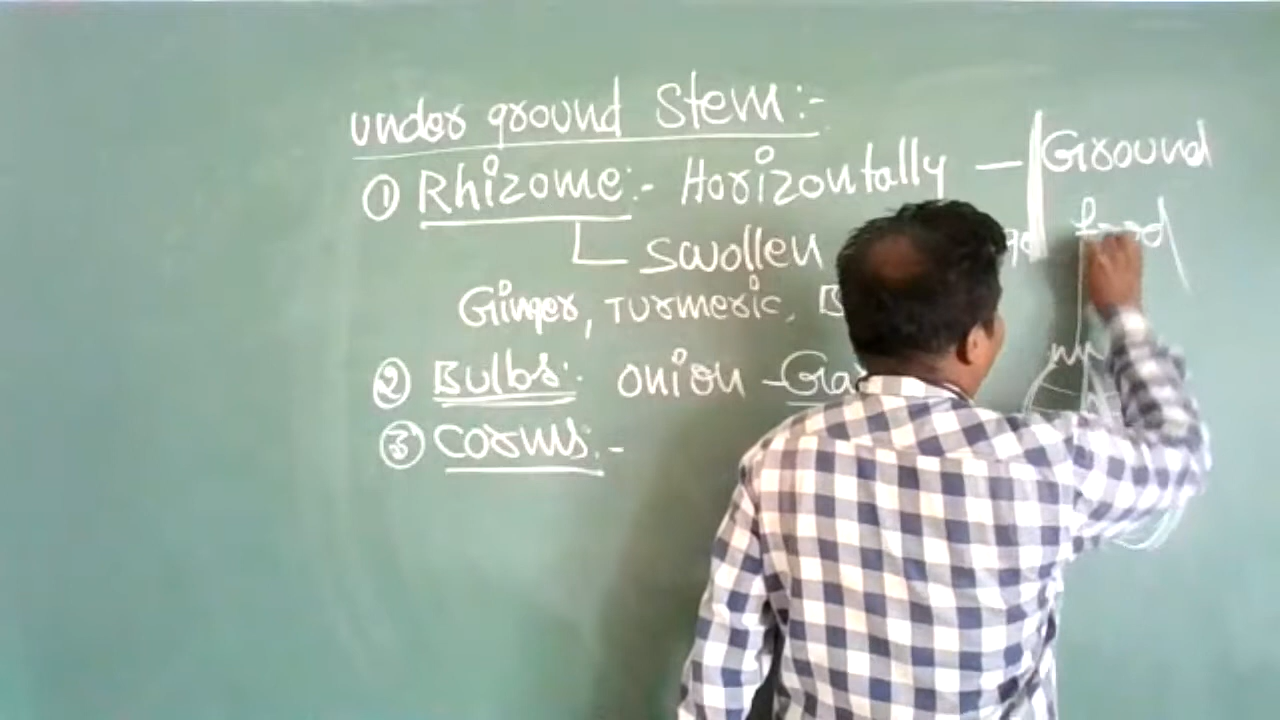 under ground Stem:-
① Rhizome:- Horizontally — Ground
swollen food
Ginger, Turmeric,
② Bulbs: onion -
③ Corms:-